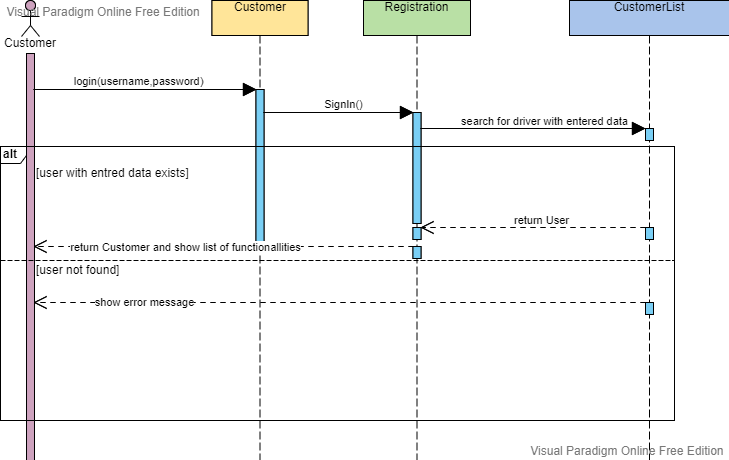 Visual Paradigm Online Free Edition
Customer
Customer
Registration
CustomerList
login(username,password)
SignIn()
search for driver with entered data
alt
[user with entred data exists]
return User
return Customer and show list of functionallities
[user not found]
show error message
Visual Paradigm Online Free Edition